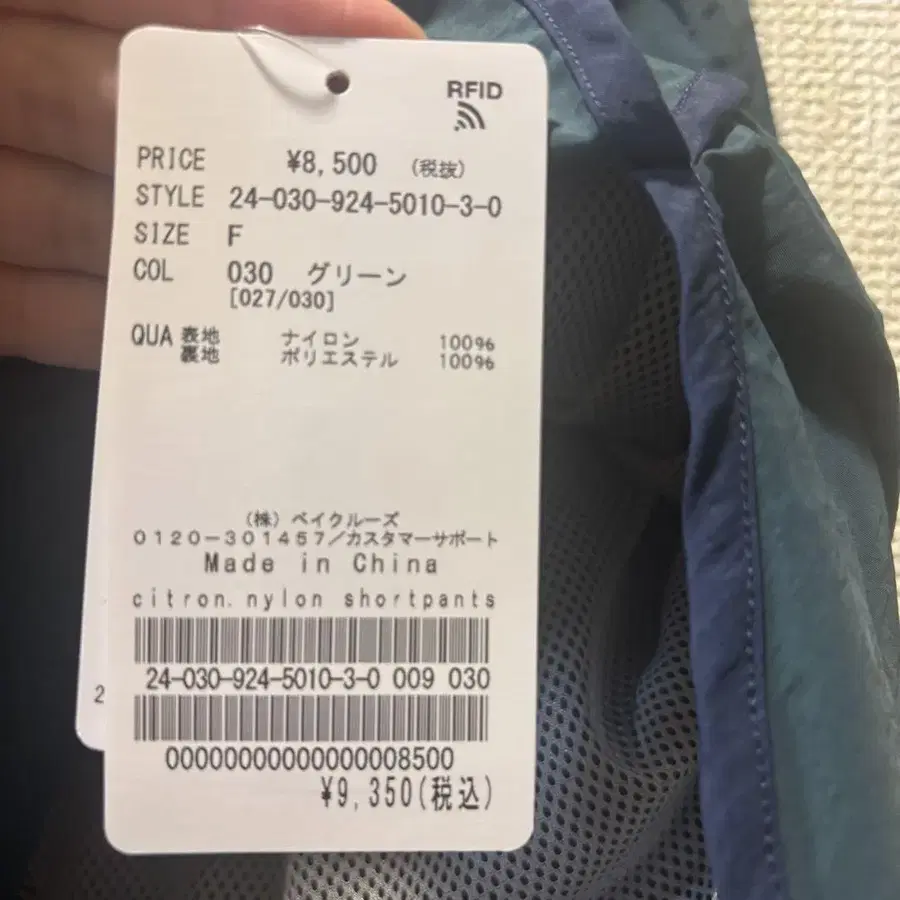 RFID
PRICE ¥8,500 (税抜)
STYLE 24-030-924-5010-3-0
SIZE F
COL 030 グリーン
[027/030]
QUA 表地 ナイロン 100%
裏地 ポリエステル 100%
(株) ベイクルーズ
0120-301457/カスタマーサポート
Made in China
citron.nylon shortpants
24-030-924-5010-3-0 009 030
00000000000000008500
¥9,350(税込)
2